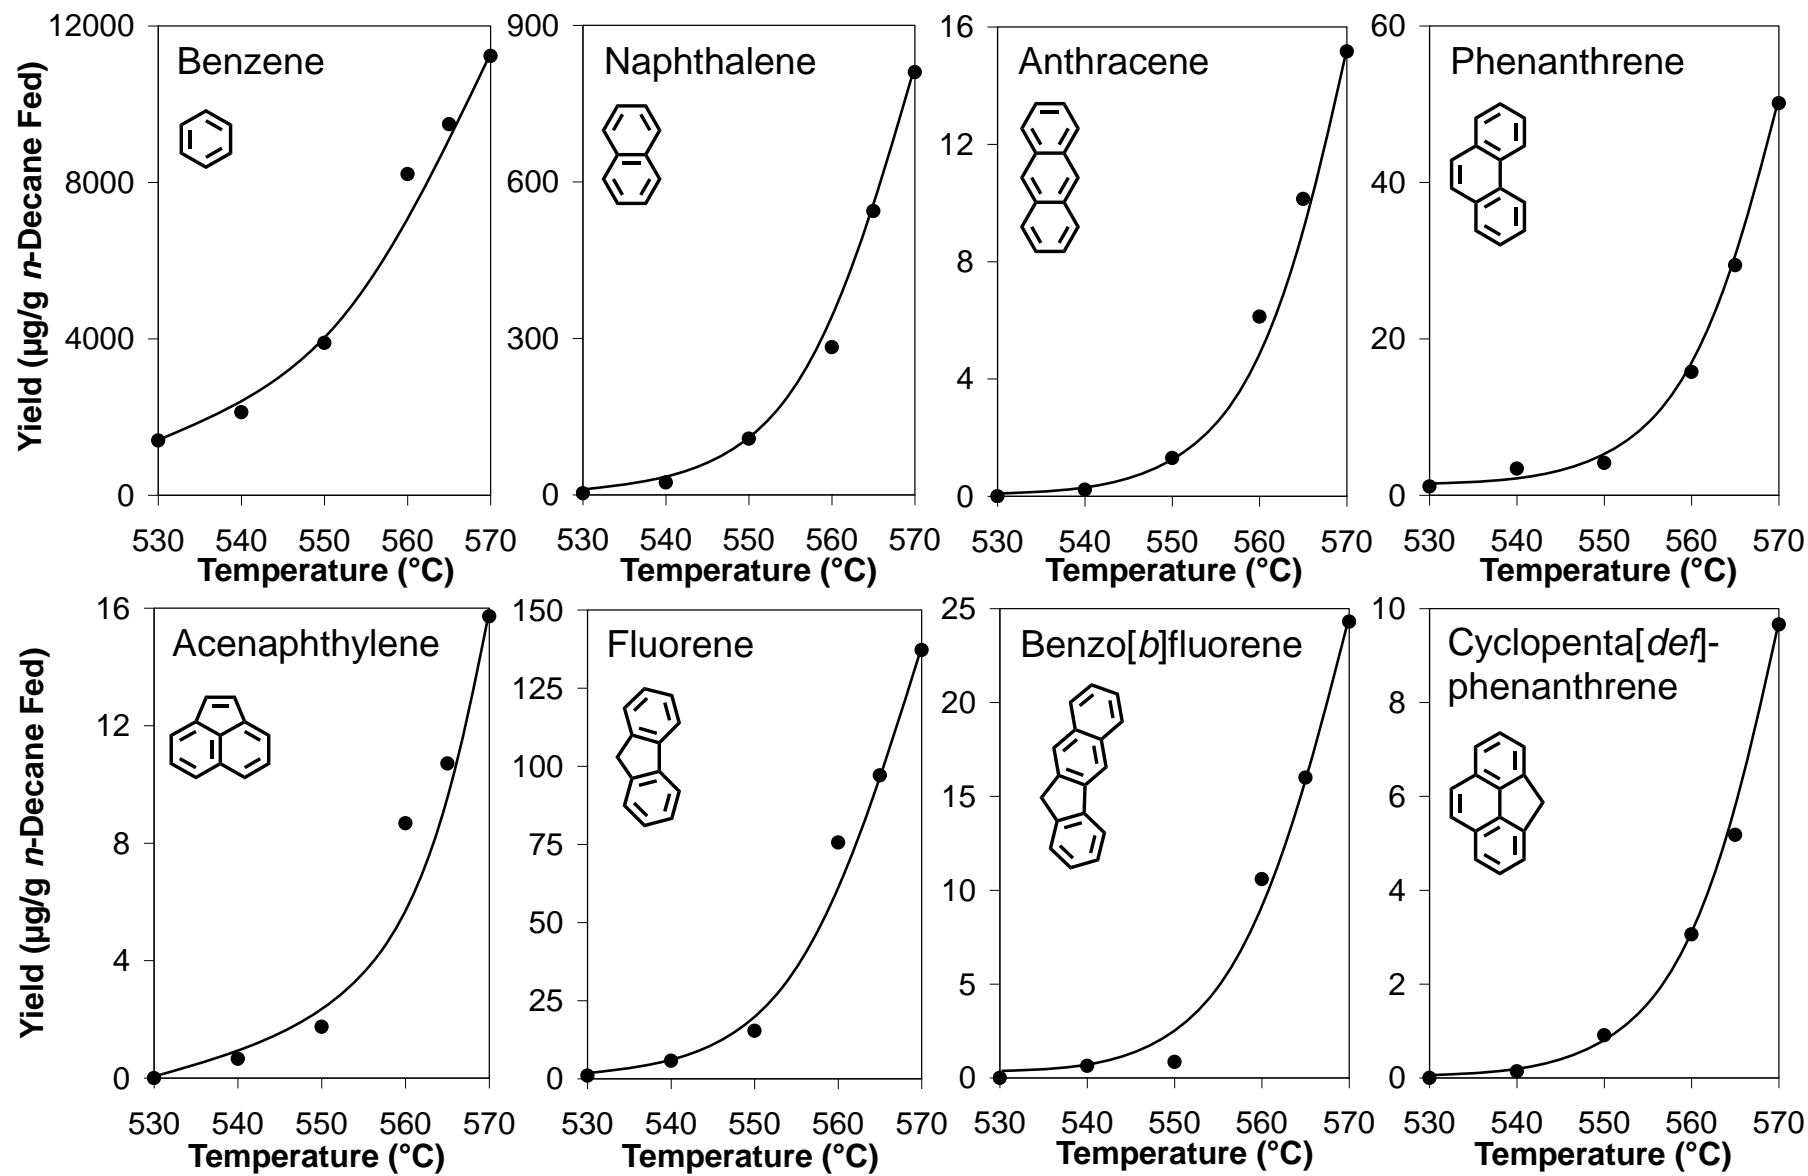 Yield (µg/g n-Decane Fed)
12000
8000
4000
0
Benzene
530 540 550 560 570
Temperature (°C)
900
600
300
0
Naphthalene
530 540 550 560 570
Temperature (°C)
16
12
8
4
0
Anthracene
530 540 550 560 570
Temperature (°C)
60
40
20
0
Phenanthrene
530 540 550 560 570
Temperature (°C)
Yield (µg/g n-Decane Fed)
16
12
8
4
0
Acenaphthylene
530 540 550 560 570
Temperature (°C)
150
125
100
75
50
25
0
Fluorene
530 540 550 560 570
Temperature (°C)
25
20
15
10
5
0
Benzo[b]fluorene
530 540 550 560 570
Temperature (°C)
10
8
6
4
2
0
Cyclopenta[def]-
phenanthrene
530 540 550 560 570
Temperature (°C)